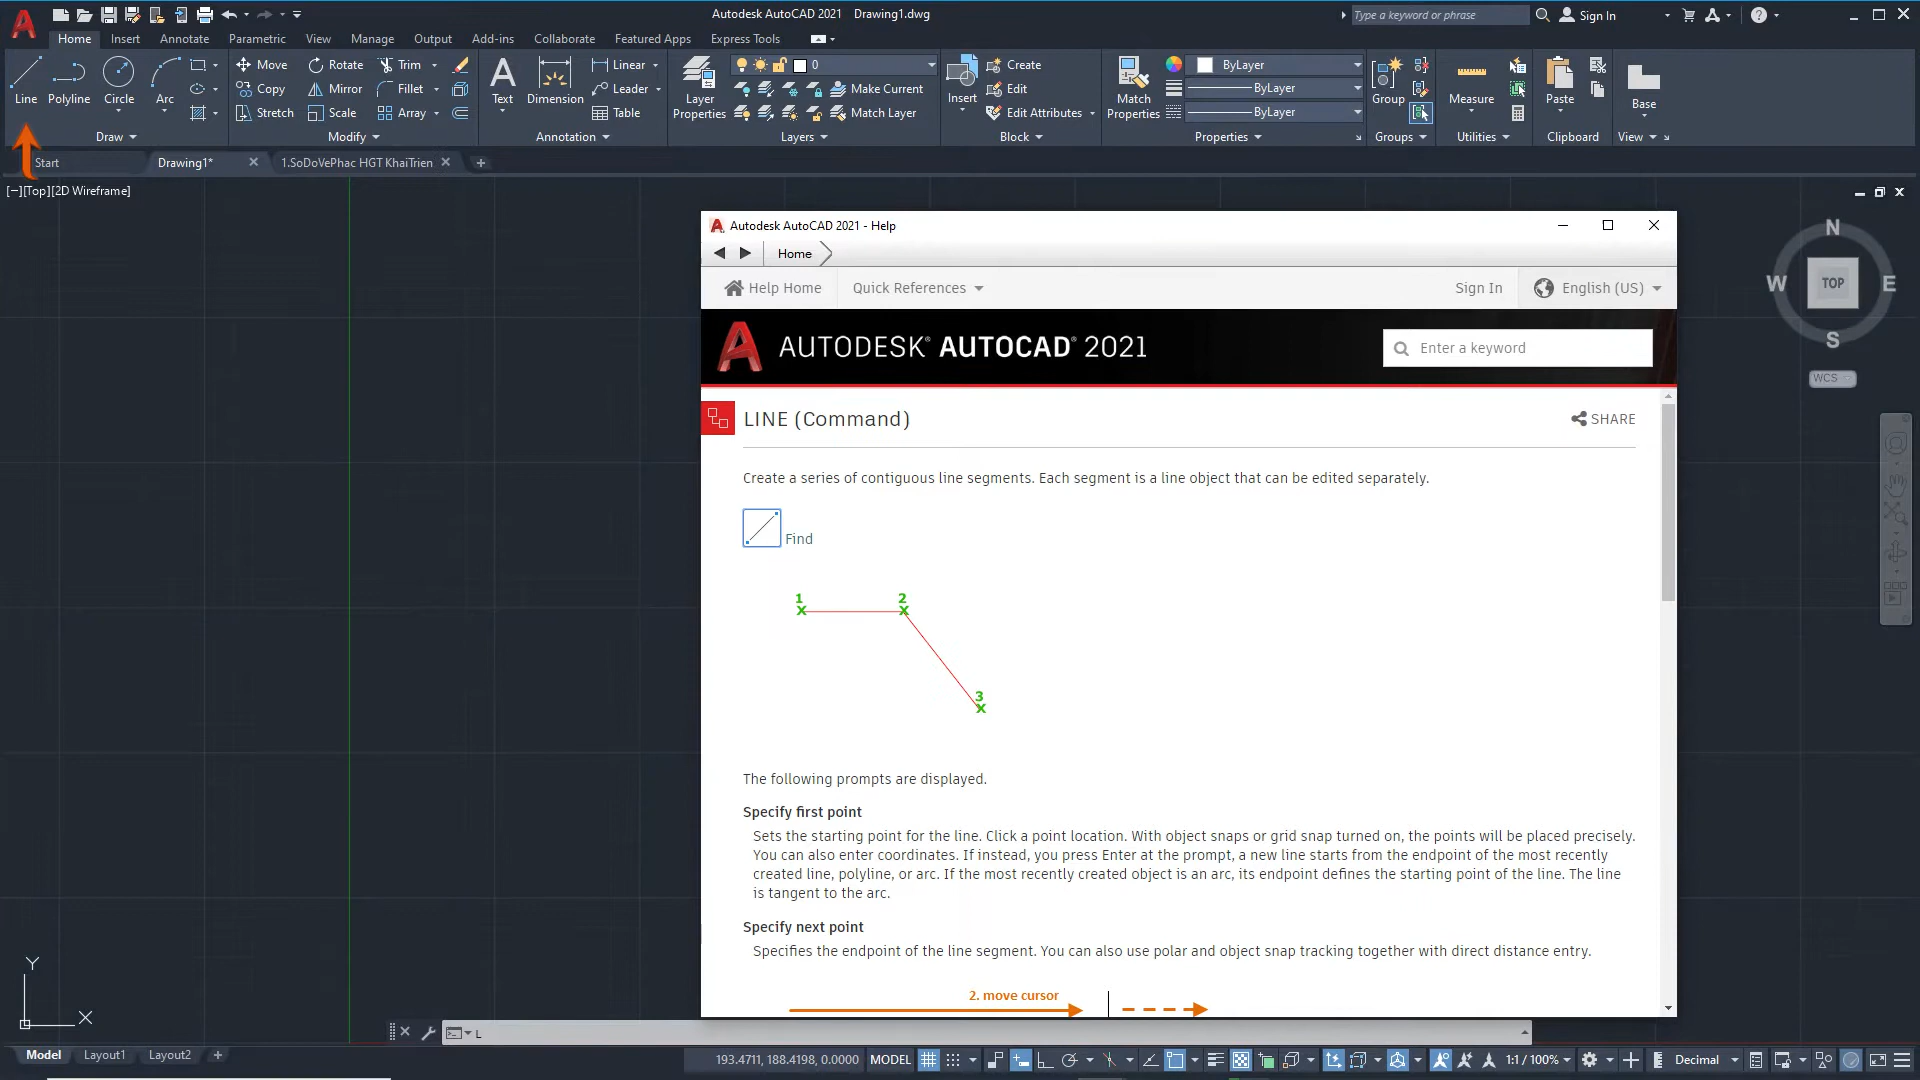 Autodesk AutoCAD 2021 Drawing1.dwg
Type a keyword or phrase
Sign In
Home Insert Annotate Parametric View Manage Output Add-ins Collaborate Featured Apps Express Tools
Line Polyline Circle Arc
Move Rotate Trim
Copy Mirror Fillet
Stretch Scale Array
Text Dimension
Linear
Leader
Table
Layer Properties
0
Make Current
Match Layer
Insert
Create
Edit
Edit Attributes
Match Properties
ByLayer
ByLayer
ByLayer
Group
Measure
Paste
Base
Draw Modify Annotation Layers Block Properties Groups Utilities Clipboard View
Start Drawing1* 1.SoDoVePhac HGT KhaiTrien
[−][Top][2D Wireframe]
N
W TOP E
S
WCS
Autodesk AutoCAD 2021 - Help
Home
Help Home Quick References Sign In English (US)
AUTODESK® AUTOCAD® 2021
Enter a keyword
LINE (Command)
SHARE
Create a series of contiguous line segments. Each segment is a line object that can be edited separately.
Find
1 2
3
The following prompts are displayed.
Specify first point
Sets the starting point for the line. Click a point location. With object snaps or grid snap turned on, the points will be placed precisely.
You can also enter coordinates. If instead, you press Enter at the prompt, a new line starts from the endpoint of the most recently
created line, polyline, or arc. If the most recently created object is an arc, its endpoint defines the starting point of the line. The line
is tangent to the arc.
Specify next point
Specifies the endpoint of the line segment. You can also use polar and object snap tracking together with direct distance entry.
2. move cursor
Y
X
L
Model Layout1 Layout2
193.4711, 188.4198, 0.0000 MODEL 1:1 / 100% Decimal